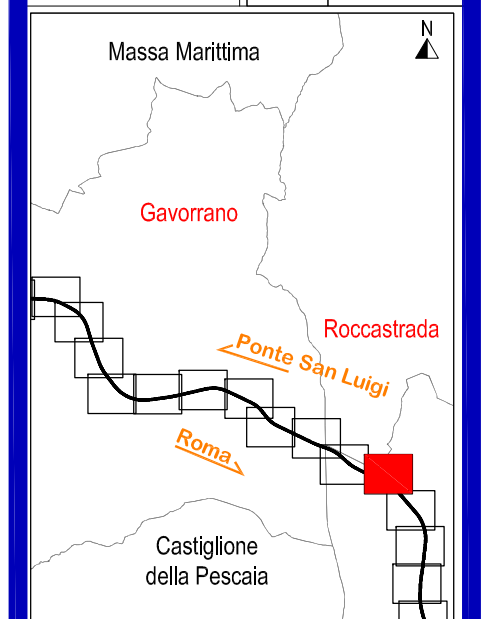 N
Massa Marittima
Gavorrano
Roccastrada
Ponte San Luigi
Roma
Castiglione
della Pescaia